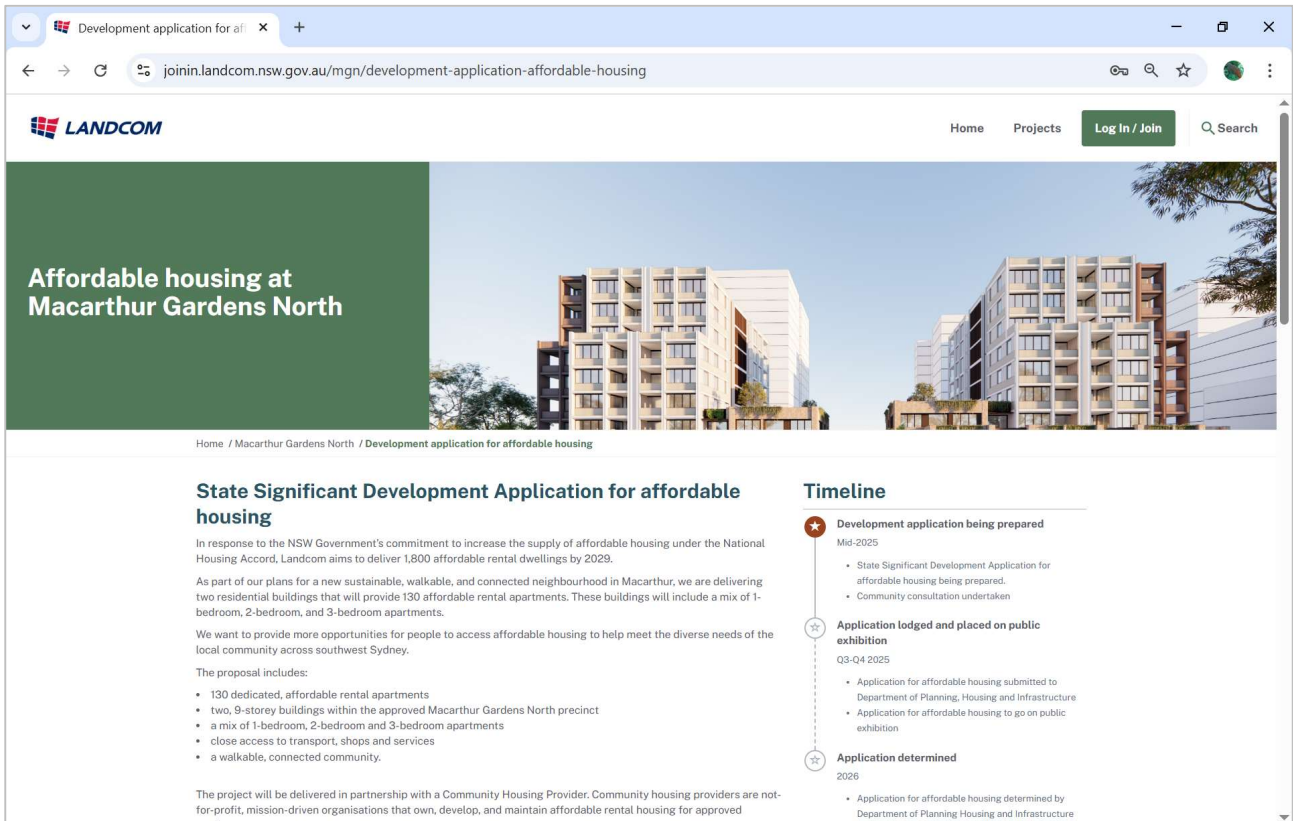 Development application for af
joinin.landcom.nsw.gov.au/mgn/development-application-affordable-housing
LANDCOM
Home
Projects
Log In / Join
Search
Affordable housing at
Macarthur Gardens North
Home / Macarthur Gardens North / Development application for affordable housing
State Significant Development Application for affordable
housing
In response to the NSW Government's commitment to increase the supply of affordable housing under the National
Housing Accord, Landcom aims to deliver 1,800 affordable rental dwellings by 2029.
As part of our plans for a new sustainable, walkable, and connected neighbourhood in Macarthur, we are delivering
two residential buildings that will provide 130 affordable rental apartments. These buildings will include a mix of 1-
bedroom, 2-bedroom, and 3-bedroom apartments.
We want to provide more opportunities for people to access affordable housing to help meet the diverse needs of the
local community across southwest Sydney.
The proposal includes:
• 130 dedicated, affordable rental apartments
• two, 9-storey buildings within the approved Macarthur Gardens North precinct
• a mix of 1-bedroom, 2-bedroom and 3-bedroom apartments
• close access to transport, shops and services
• a walkable, connected community.
The project will be delivered in partnership with a Community Housing Provider. Community housing providers are not-
for-profit, mission-driven organisations that own, develop, and maintain affordable rental housing for approved
Timeline
Development application being prepared
Mid-2025
• State Significant Development Application for
affordable housing being prepared.
• Community consultation undertaken
Application lodged and placed on public
exhibition
Q3-Q4 2025
• Application for affordable housing submitted to
Department of Planning, Housing and Infrastructure
• Application for affordable housing to go on public
exhibition
Application determined
2026
• Application for affordable housing determined by
Department of Planning Housing and Infrastructure